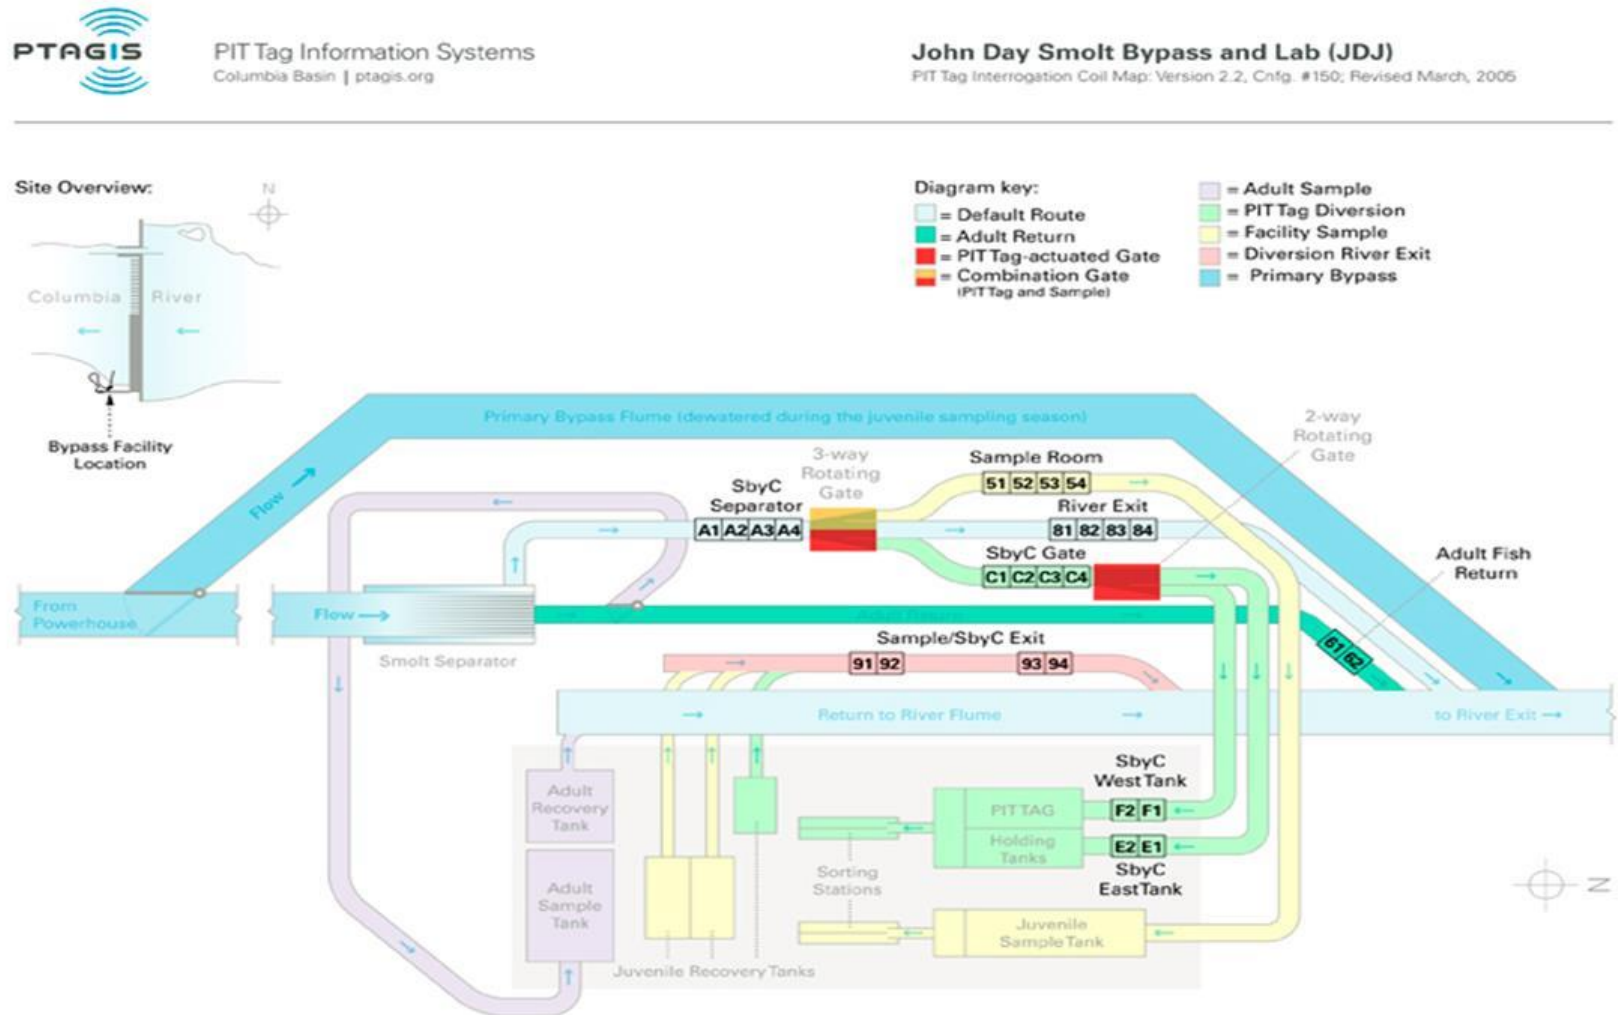 PTAGIS
PIT Tag Information Systems
Columbia Basin | ptagis.org
John Day Smolt Bypass and Lab (JDJ)
PIT Tag Interrogation Coil Map: Version 2.2, Cnfg. #150; Revised March, 2005
Site Overview:
N
Columbia
River
Bypass Facility
Location
Diagram key:
= Default Route
= Adult Return
= PIT Tag-actuated Gate
= Combination Gate
(PIT Tag and Sample)
= Adult Sample
= PIT Tag Diversion
= Facility Sample
= Diversion River Exit
= Primary Bypass
Primary Bypass Flume (dewatered during the juvenile sampling season)
2-way
Rotating
Gate
3-way
Rotating
Gate
Sample Room
51 52 53 54
Flow
SbyC
Separator
A1 A2 A3 A4
River Exit
81 82 83 84
SbyC Gate
C1 C2 C3 C4
Adult Fish
Return
61 62
From
Powerhouse
Flow
Adult Return
Smolt Separator
Sample/SbyC Exit
91 92
93 94
Return to River Flume
to River Exit
SbyC
West Tank
F2 F1
PIT TAG
Holding
Tanks
E2 E1
SbyC
East Tank
Adult
Recovery
Tank
Adult
Sample
Tank
Sorting
Stations
Juvenile
Sample Tank
Juvenile Recovery Tanks
N